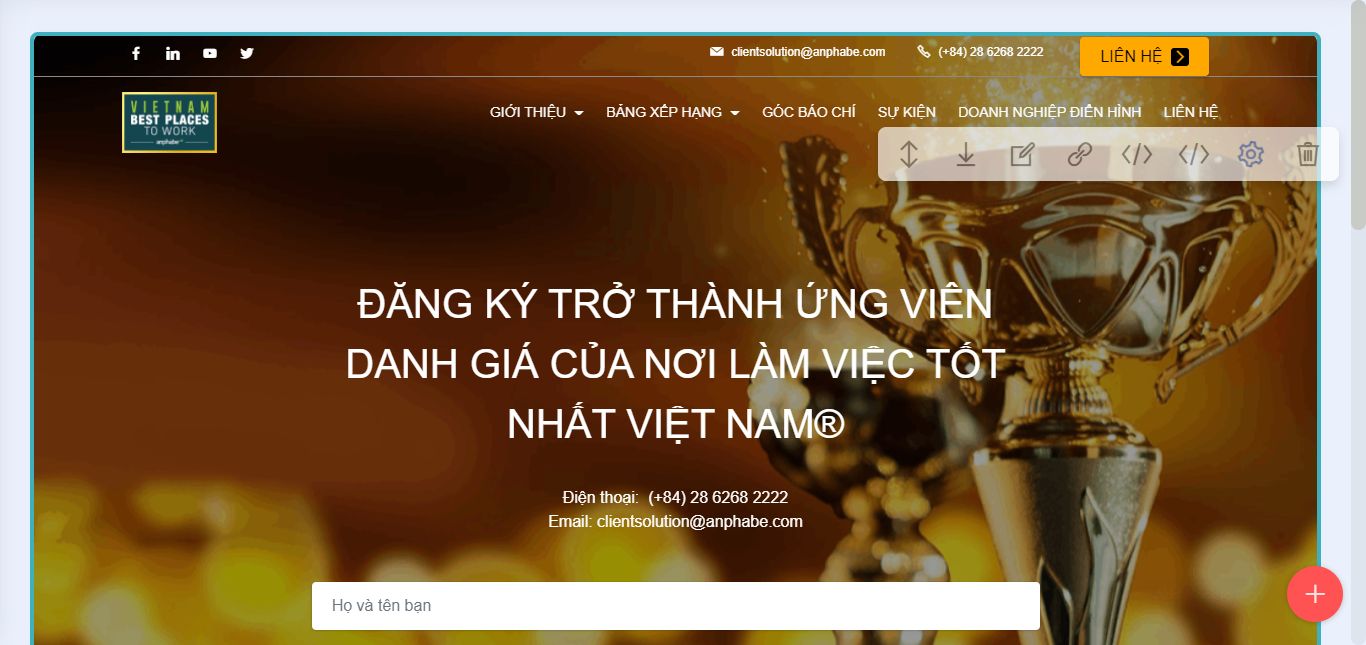 clientsolution@anphabe.com
(+84) 28 6268 2222
LIÊN HỆ
VIETNAM
BEST PLACES
TO WORK
anphabe
GIỚI THIỆU
BẢNG XẾP HẠNG
GÓC BÁO CHÍ
SỰ KIỆN
DOANH NGHIỆP ĐIỂN HÌNH
LIÊN HỆ
ĐĂNG KÝ TRỞ THÀNH ỨNG VIÊN
DANH GIÁ CỦA NƠI LÀM VIỆC TỐT
NHẤT VIỆT NAM®
Điện thoại: (+84) 28 6268 2222
Email: clientsolution@anphabe.com
Họ và tên bạn